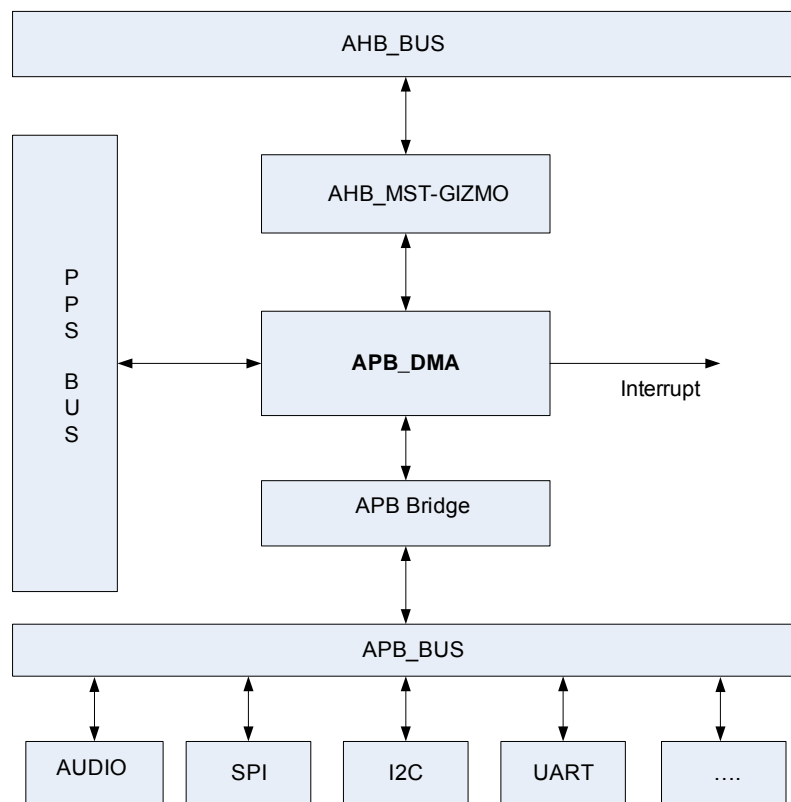 AHB_BUS
AHB_MST-GIZMO
P
P
S
B
U
S
APB_DMA
Interrupt
APB Bridge
APB_BUS
AUDIO
SPI
I2C
UART
....